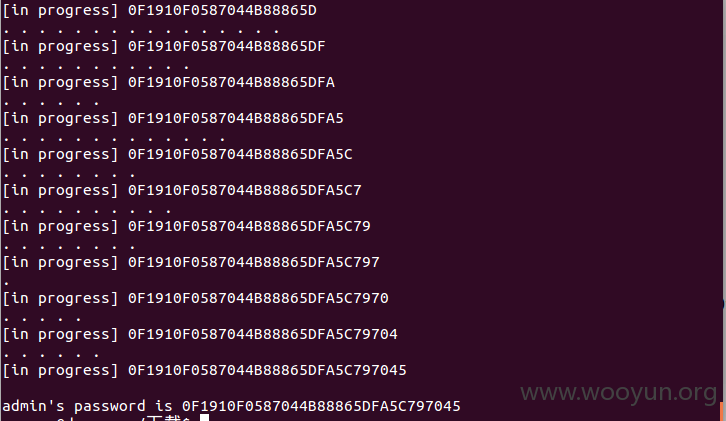 [in progress] 0F1910F0587044B88865D
. . . . . . . . . . . . . . . .
[in progress] 0F1910F0587044B88865DF
. . . . . . . . . . .
[in progress] 0F1910F0587044B88865DFA
. . . . . .
[in progress] 0F1910F0587044B88865DFA5
. . . . . . . . . . . . .
[in progress] 0F1910F0587044B88865DFA5C
. . . . . . . .
[in progress] 0F1910F0587044B88865DFA5C7
. . . . . . . . . .
[in progress] 0F1910F0587044B88865DFA5C79
. . . . . . . .
[in progress] 0F1910F0587044B88865DFA5C797
.
[in progress] 0F1910F0587044B88865DFA5C7970
. . . . .
[in progress] 0F1910F0587044B88865DFA5C79704
. . . . . .
[in progress] 0F1910F0587044B88865DFA5C797045
www.wooyun.org
admin's password is 0F1910F0587044B88865DFA5C797045